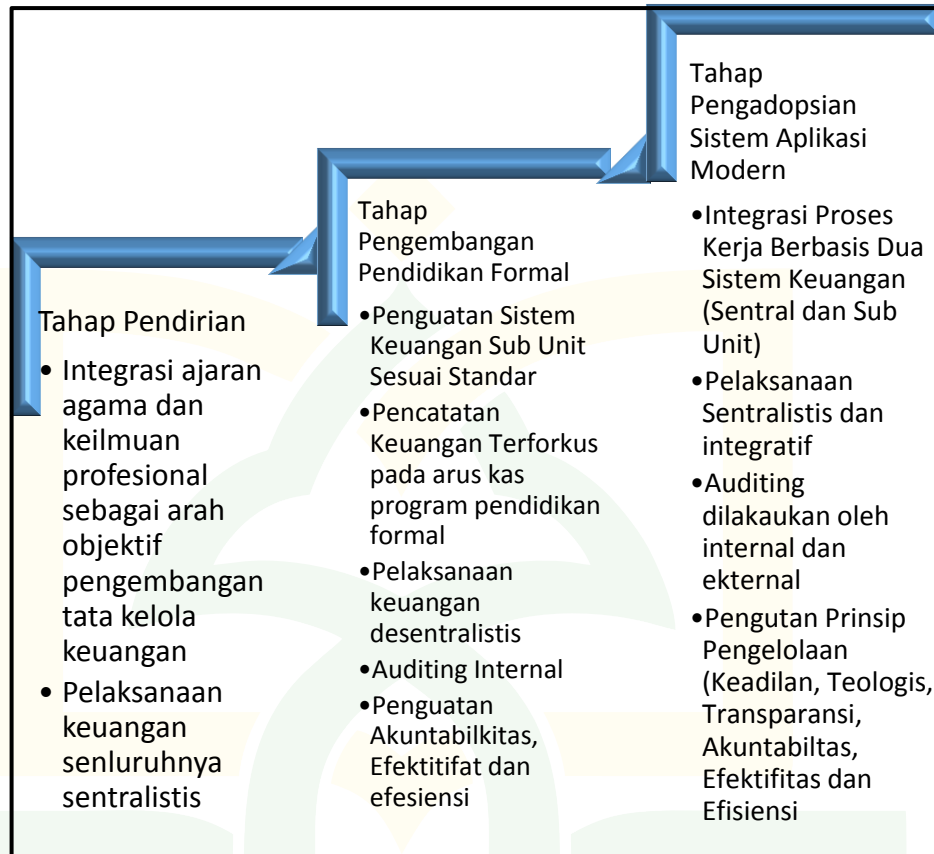 Tahap Pendirian
• Integrasi ajaran
agama dan
keilmuan
profesional
sebagai arah
objektif
pengembangan
tata kelola
keuangan
• Pelaksanaan
keuangan
senluruhnya
sentralistis
Tahap
Pengembangan
Pendidikan Formal
•Penguatan Sistem
Keuangan Sub Unit
Sesuai Standar
•Pencatatan
Keuangan Terforkus
pada arus kas
program pendidikan
formal
•Pelaksanaan
keuangan
desentralistis
•Auditing Internal
•Penguatan
Akuntabilkitas,
Efektitifat dan
efesiensi
Tahap
Pengadopsian
Sistem Aplikasi
Modern
•Integrasi Proses
Kerja Berbasis Dua
Sistem Keuangan
(Sentral dan Sub
Unit)
•Pelaksanaan
Sentralistis dan
integratif
•Auditing
dilakaukan oleh
internal dan
ekternal
•Pengutan Prinsip
Pengelolaan
(Keadilan, Teologis,
Transparansi,
Akuntabiltas,
Efektifitas dan
Efisiensi